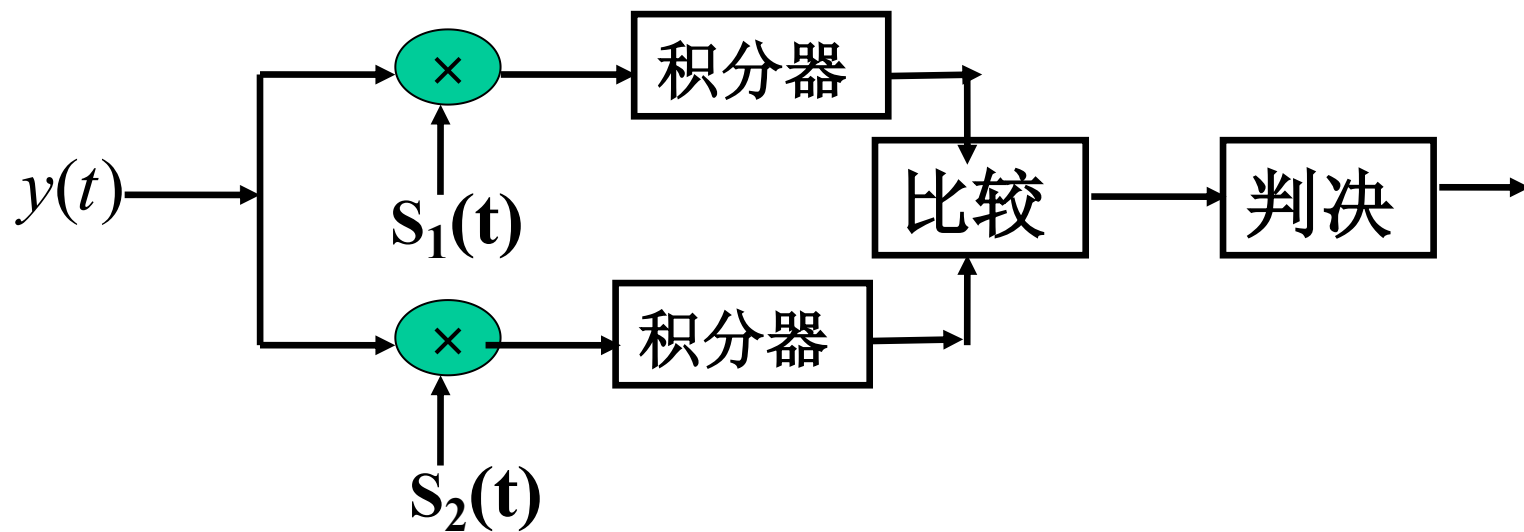 ×
积分器
y(t)
S₁(t)
比较
判决
×
积分器
S₂(t)